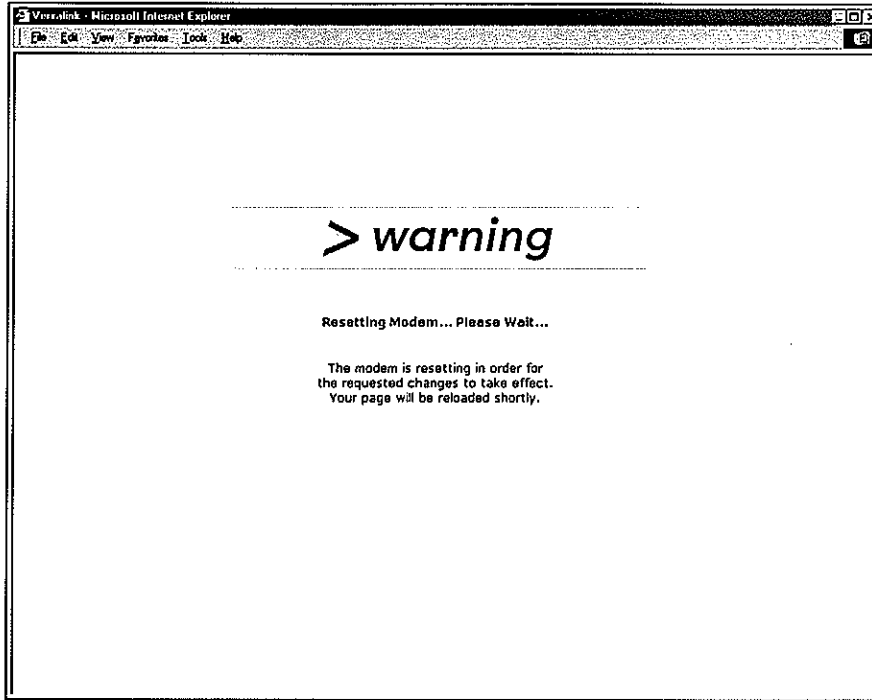 Versalink - Microsoft Internet Explorer
File Edit View Favorites Tools Help
> warning
Resetting Modem... Please Wait...
The modem is resetting in order for
the requested changes to take effect.
Your page will be reloaded shortly.